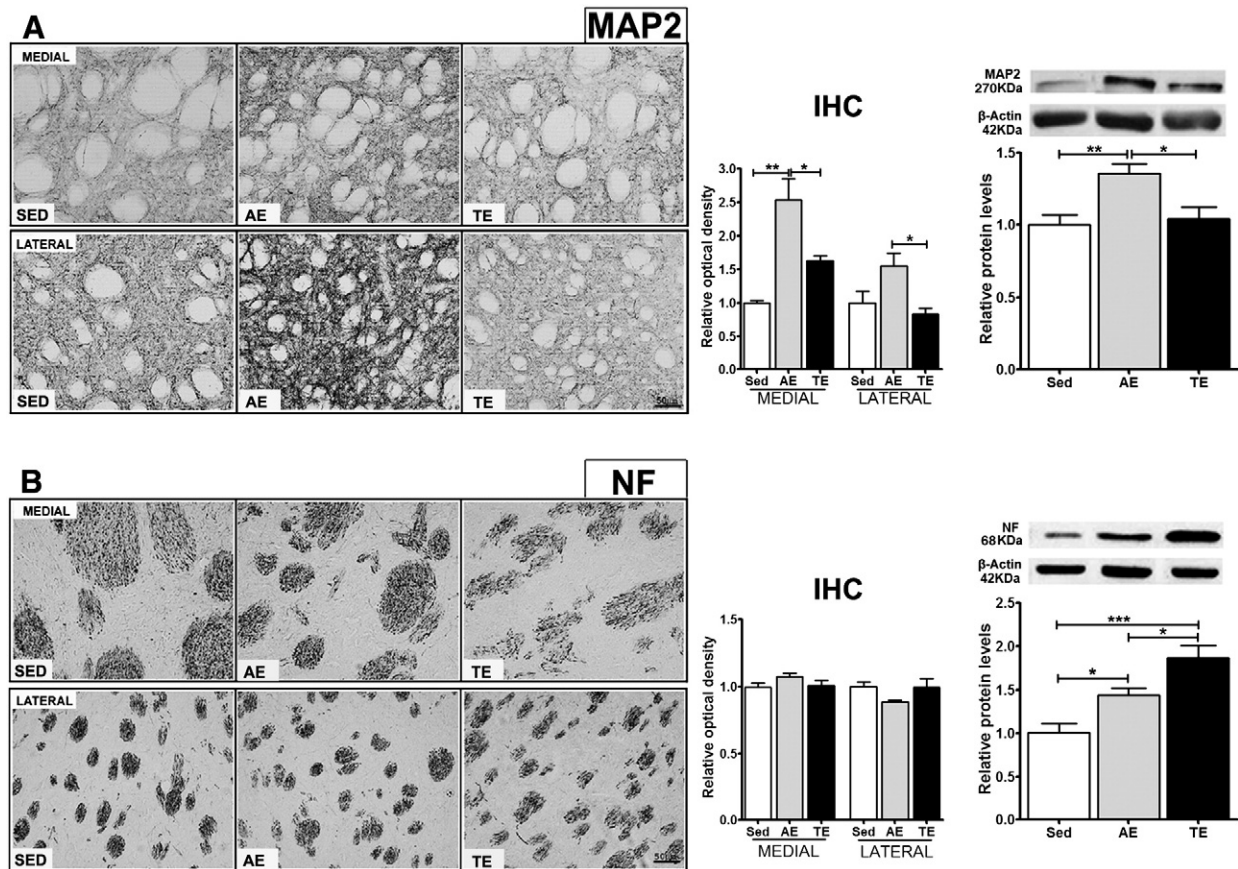 A
MAP2
MEDIAL
SED
AE
TE
LATERAL
SED
AE
TE
50µm
IHC
Relative optical density
3.0
2.5
2.0
1.5
1.0
0.5
0.0
** *
*
Sed AE TE Sed AE TE
MEDIAL LATERAL
MAP2
270KDa
β-Actin
42KDa
Relative protein levels
1.5
1.0
0.5
0.0
** *
Sed AE TE
B
NF
MEDIAL
SED
AE
TE
LATERAL
SED
AE
TE
50µm
IHC
Relative optical density
1.5
1.0
0.5
0.0
Sed AE TE Sed AE TE
MEDIAL LATERAL
NF
68KDa
β-Actin
42KDa
Relative protein levels
2.5
2.0
1.5
1.0
0.5
0.0
***
*
*
Sed AE TE